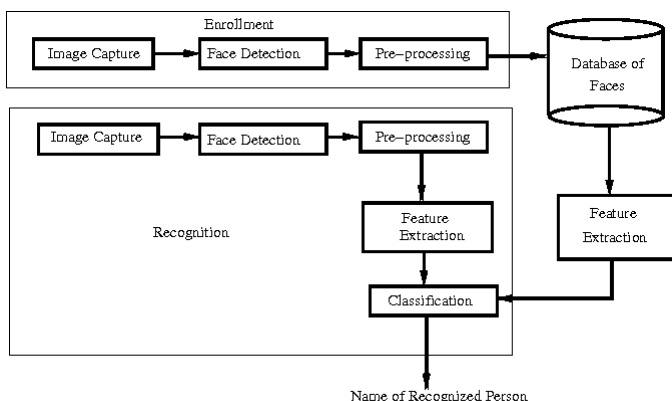 Enrollment
Image Capture
Face Detection
Pre-processing
Database of
Faces
Image Capture
Face Detection
Pre-processing
Recognition
Feature
Extraction
Feature
Extraction
Classification
Name of Recognized Person